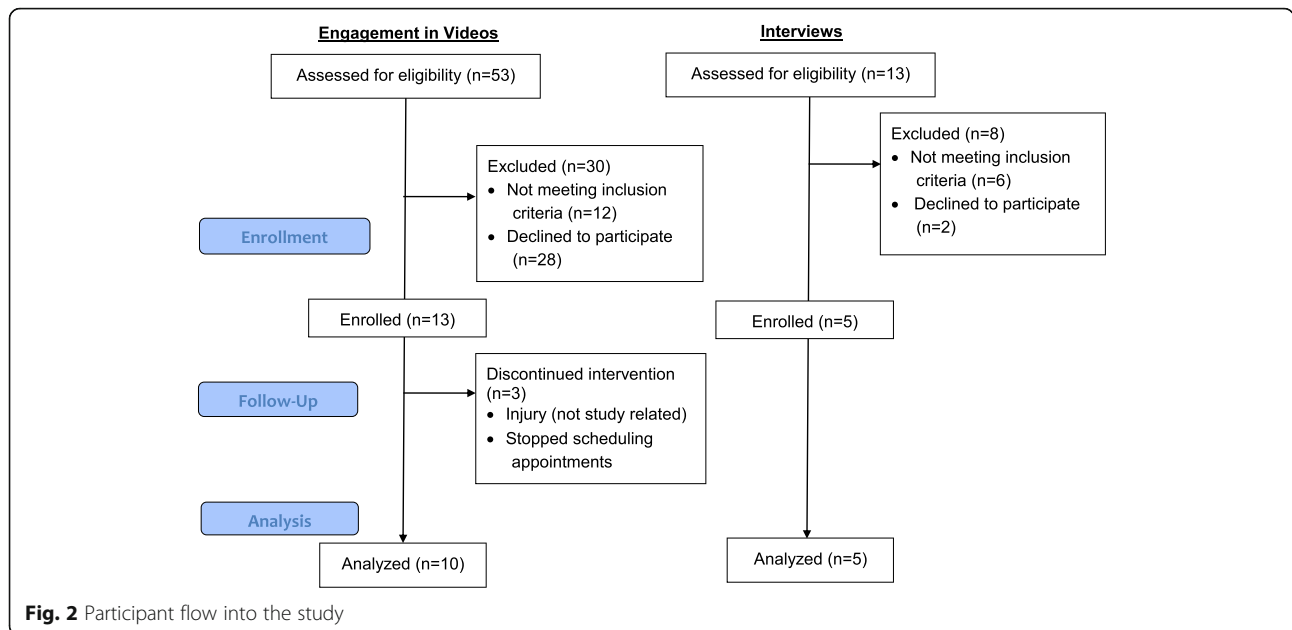 Engagement in Videos
Assessed for eligibility (n=53)
Excluded (n=30)
• Not meeting inclusion
criteria (n=12)
• Declined to participate
(n=28)
Enrollment
Enrolled (n=13)
Discontinued intervention
(n=3)
• Injury (not study related)
• Stopped scheduling
appointments
Follow-Up
Analysis
Analyzed (n=10)
Interviews
Assessed for eligibility (n=13)
Excluded (n=8)
• Not meeting inclusion
criteria (n=6)
• Declined to participate
(n=2)
Enrolled (n=5)
Analyzed (n=5)
Fig. 2 Participant flow into the study